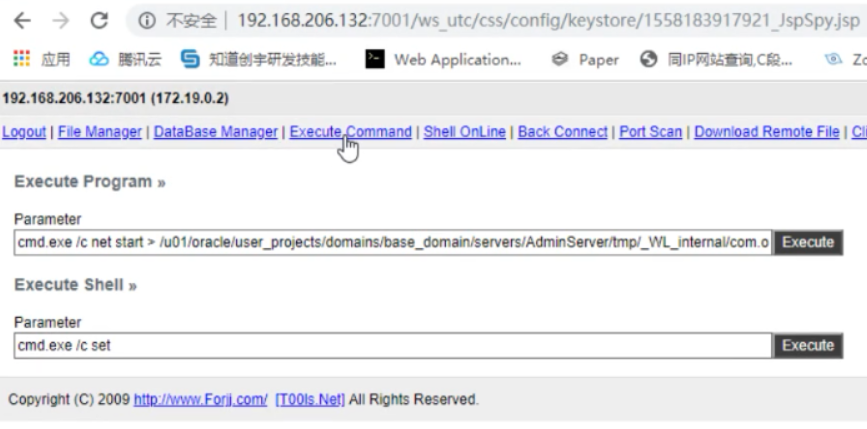 不安全 | 192.168.206.132:7001/ws_utc/css/config/keystore/1558183917921_JspSpy.jsp
应用 腾讯云 知道创宇研发技能... Web Application... Paper 同IP网站查询,C段... Zo
192.168.206.132:7001 (172.19.0.2)
Logout | File Manager | DataBase Manager | Execute Command | Shell OnLine | Back Connect | Port Scan | Download Remote File | Cli
Execute Program »
Parameter
cmd.exe /c net start > /u01/oracle/user_projects/domains/base_domain/servers/AdminServer/tmp/_WL_internal/com.o Execute
Execute Shell »
Parameter
cmd.exe /c set Execute
Copyright (C) 2009 http://www.Forjj.com/ [T00ls.Net] All Rights Reserved.